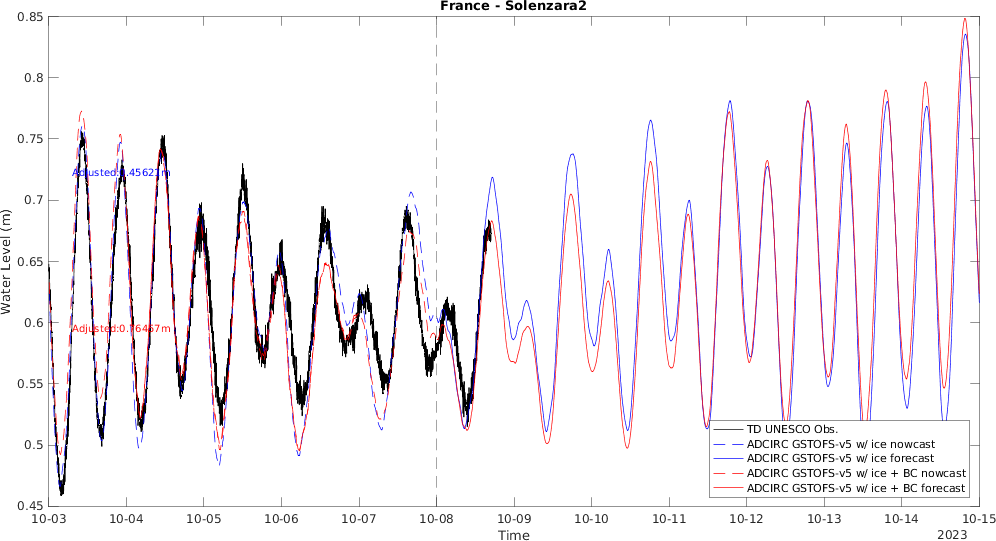 France - Solenzara2
0.85
0.8
0.75
0.7
0.65
0.6
0.55
0.5
0.45
Water Level (m)
Adjusted:
Adjusted:
TD UNESCO Obs.
ADCIRC GSTOFS-v5 w/ ice nowcast
ADCIRC GSTOFS-v5 w/ ice forecast
ADCIRC GSTOFS-v5 w/ ice + BC nowcast
ADCIRC GSTOFS-v5 w/ ice + BC forecast
10-03 10-04 10-05 10-06 10-07 10-08 10-09 10-10 10-11 10-12 10-13 10-14 10-15
Time
2023